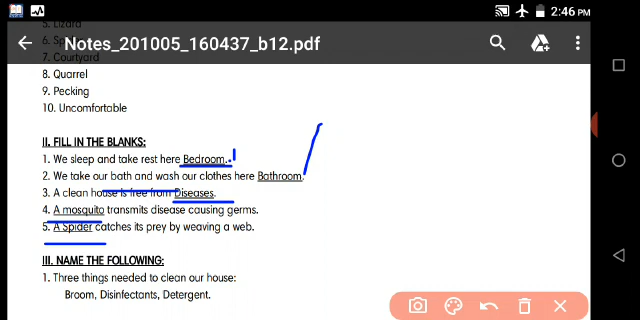 2:46 PM
5. Lizard
Notes_201005_160437_b12.pdf
7. Courtyard
8. Quarrel
9. Pecking
10. Uncomfortable
II. FILL IN THE BLANKS:
1. We sleep and take rest here Bedroom.
2. We take our bath and wash our clothes here Bathroom.
3. A clean house is free from Diseases.
4. A mosquito transmits disease causing germs.
5. A Spider catches its prey by weaving a web.
III. NAME THE FOLLOWING:
1. Three things needed to clean our house:
Broom, Disinfectants, Detergent.